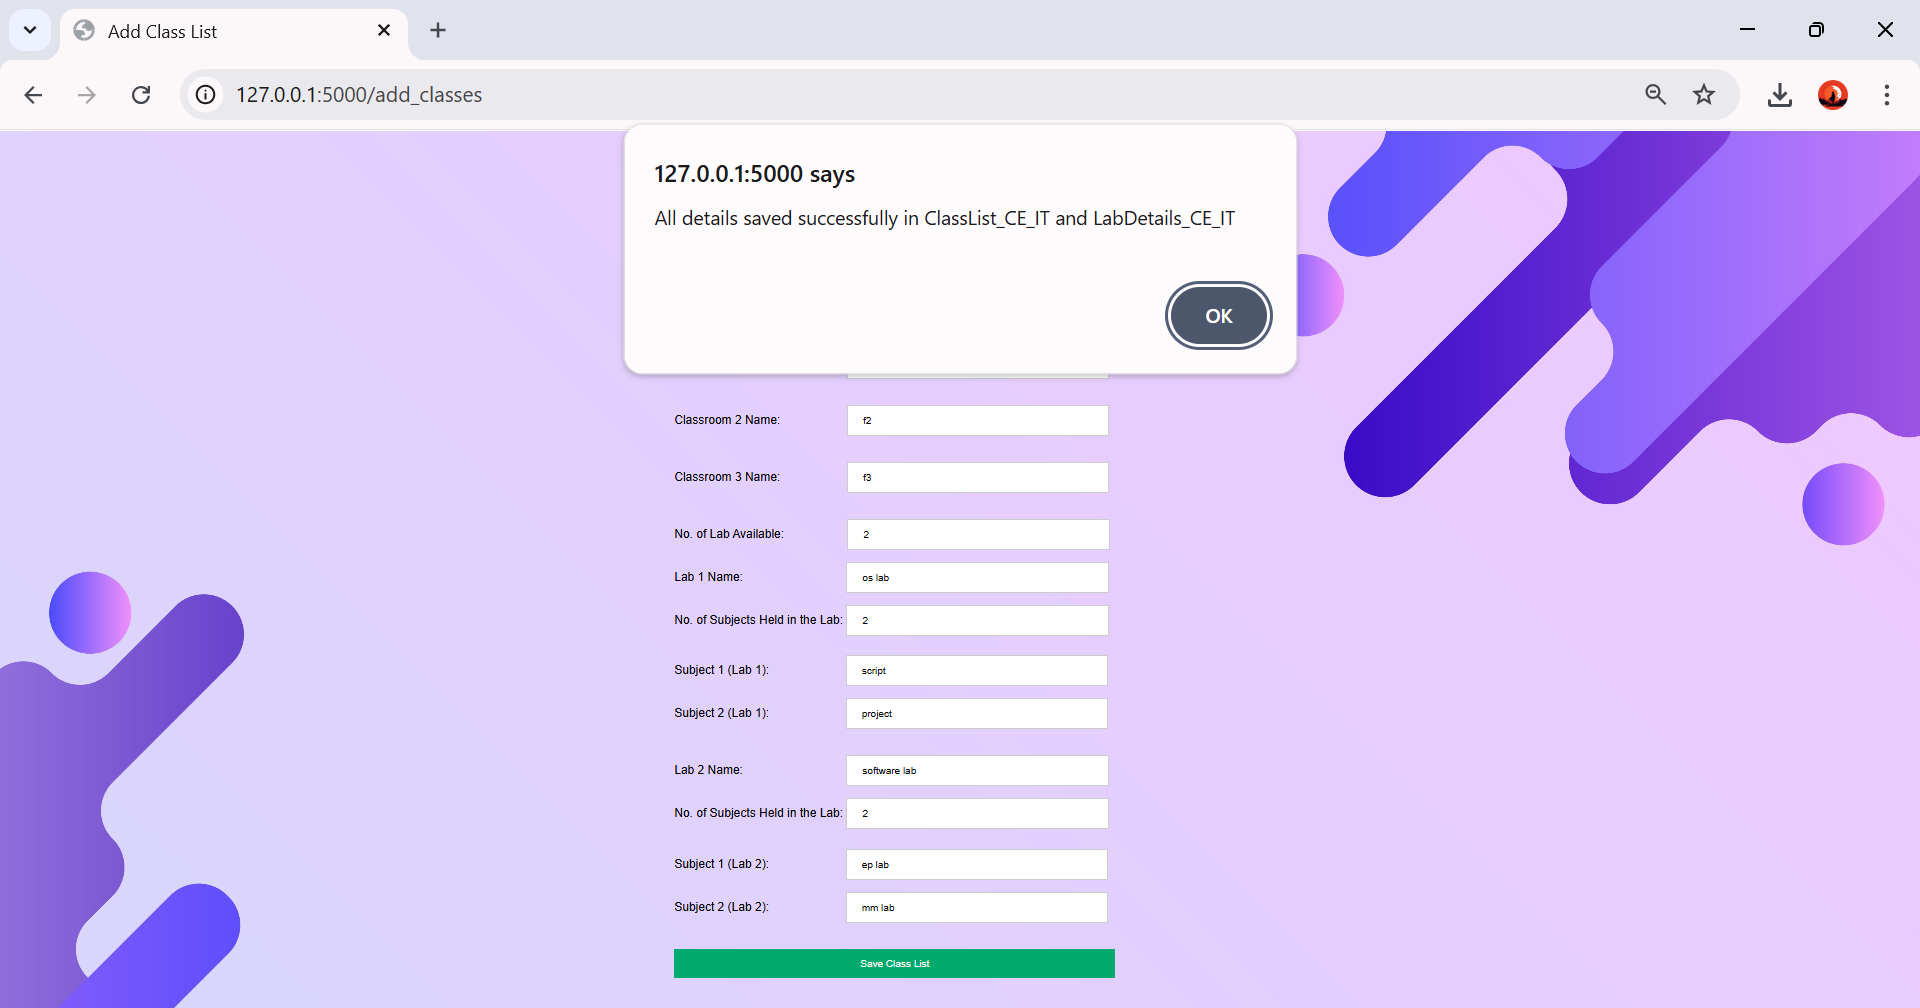 Add Class List
127.0.0.1:5000/add_classes
127.0.0.1:5000 says
All details saved successfully in ClassList_CE_IT and LabDetails_CE_IT
OK
Classroom 2 Name: f2
Classroom 3 Name: f3
No. of Lab Available: 2
Lab 1 Name: os lab
No. of Subjects Held in the Lab: 2
Subject 1 (Lab 1): script
Subject 2 (Lab 1): project
Lab 2 Name: software lab
No. of Subjects Held in the Lab: 2
Subject 1 (Lab 2): ep lab
Subject 2 (Lab 2): mm lab
Save Class List